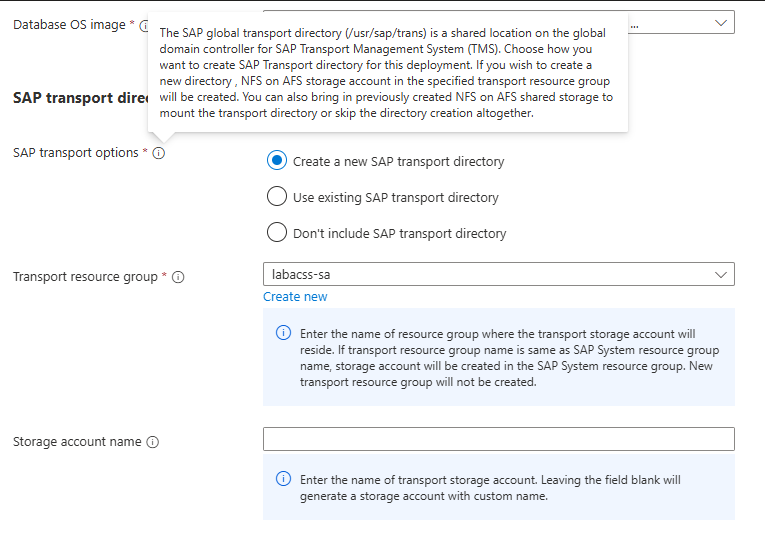 Database OS image *
...
The SAP global transport directory (/usr/sap/trans) is a shared location on the global
domain controller for SAP Transport Management System (TMS). Choose how you
want to create SAP Transport directory for this deployment. If you wish to create a
new directory , NFS on AFS storage account in the specified transport resource group
will be created. You can also bring in previously created NFS on AFS shared storage to
mount the transport directory or skip the directory creation altogether.
SAP transport
SAP transport options *
Create a new SAP transport directory
Use existing SAP transport directory
Don't include SAP transport directory
Transport resource group *
labacss-sa
Create new
Enter the name of resource group where the transport storage account will
reside. If transport resource group name is same as SAP System resource group
name, storage account will be created in the SAP System resource group. New
transport resource group will not be created.
Storage account name
Enter the name of transport storage account. Leaving the field blank will
generate a storage account with custom name.